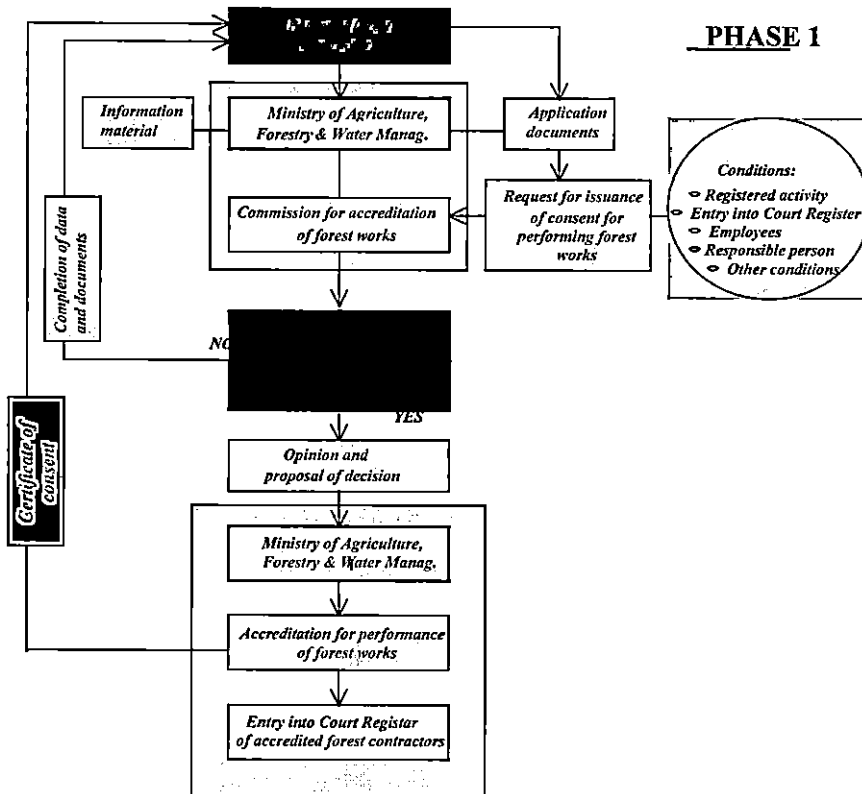 PHASE 1
Information
material
Ministry of Agriculture,
Forestry & Water Manag.
Application
documents
Conditions:
Registered activity
Entry into Court Register
Employees
Responsible person
Other conditions
Commission for accreditation
of forest works
Request for issuance
of consent for
performing forest
works
Completion of data
and documents
NO
YES
Certificate of
consent
Opinion and
proposal of decision
Ministry of Agriculture,
Forestry & Water Manag.
Accreditation for performance
of forest works
Entry into Court Registar
of accredited forest contractors